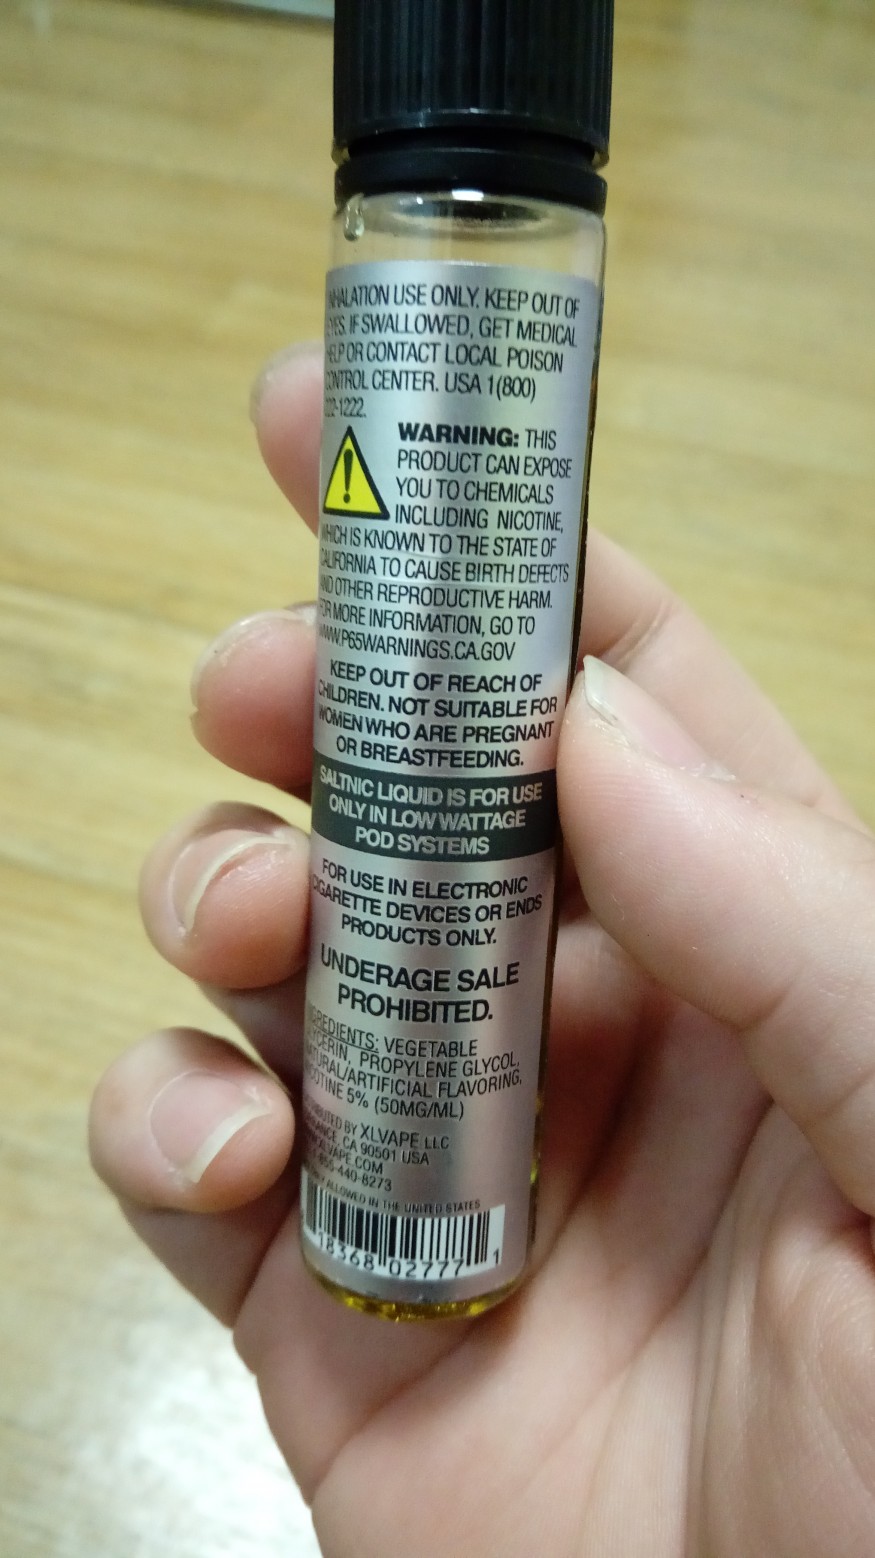 INHALATION USE ONLY. KEEP OUT OF
EYES. IF SWALLOWED, GET MEDICAL
HELP OR CONTACT LOCAL POISON
CONTROL CENTER. USA 1(800)
222-1222.
WARNING: THIS
PRODUCT CAN EXPOSE
YOU TO CHEMICALS
INCLUDING NICOTINE,
WHICH IS KNOWN TO THE STATE OF
CALIFORNIA TO CAUSE BIRTH DEFECTS
AND OTHER REPRODUCTIVE HARM.
FOR MORE INFORMATION, GO TO
WWW.P65WARNINGS.CA.GOV
KEEP OUT OF REACH OF
CHILDREN. NOT SUITABLE FOR
WOMEN WHO ARE PREGNANT
OR BREASTFEEDING.
SALTNIC LIQUID IS FOR USE
ONLY IN LOW WATTAGE
POD SYSTEMS
FOR USE IN ELECTRONIC
CIGARETTE DEVICES OR ENDS
PRODUCTS ONLY.
UNDERAGE SALE
PROHIBITED.
INGREDIENTS: VEGETABLE
GLYCERIN, PROPYLENE GLYCOL,
NATURAL/ARTIFICIAL FLAVORING,
NICOTINE 5% (50MG/ML)
DISTRIBUTED BY XLVAPE LLC
CA 90501 USA
XLVAPE.COM
855-440-8273
ALLOWED IN THE UNITED STATES
18368 02777 1